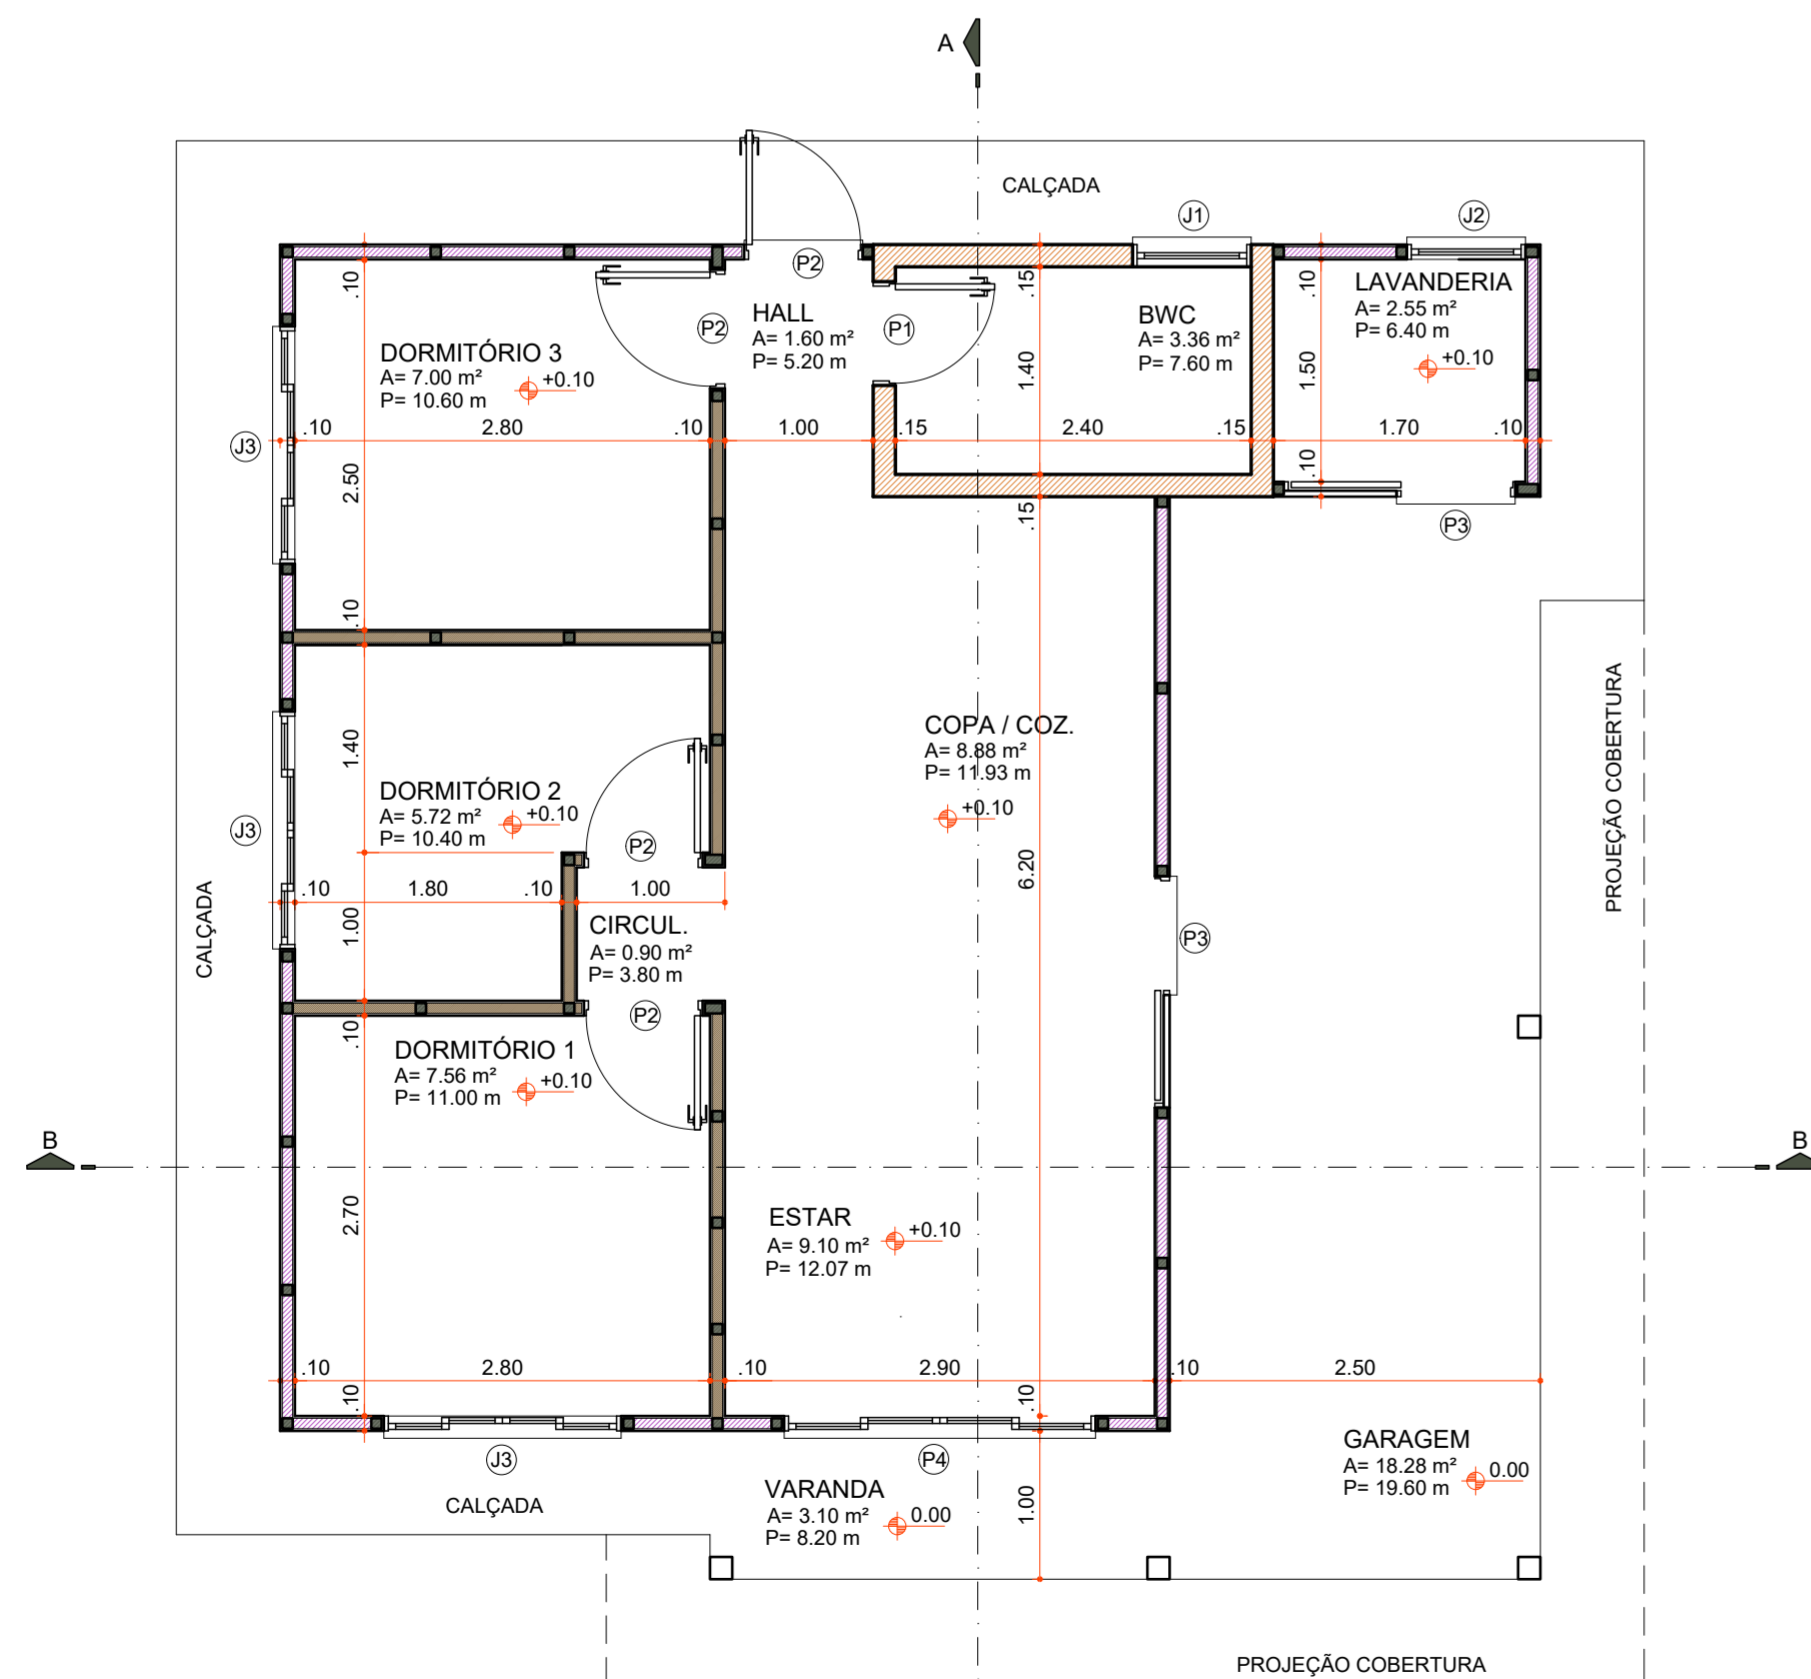 A
CALÇADA
J1
J2
P2
.10
.15
.10
LAVANDERIA
A= 2.55 m²
P= 6.40 m
+0.10
HALL
A= 1.60 m²
P= 5.20 m
P2
P1
BWC
A= 3.36 m²
P= 7.60 m
DORMITÓRIO 3
A= 7.00 m²
P= 10.60 m
+0.10
1.40
1.50
J3
.10
2.80
.10
1.00
.15
2.40
.15
1.70
.10
2.50
.10
.15
P3
.10
PROJEÇÃO COBERTURA
1.40
COPA / COZ.
A= 8.88 m²
P= 11.93 m
+0.10
DORMITÓRIO 2
A= 5.72 m²
P= 10.40 m
+0.10
J3
P2
6.20
.10
1.80
.10
1.00
CALÇADA
1.00
CIRCUL.
A= 0.90 m²
P= 3.80 m
P3
P2
.10
DORMITÓRIO 1
A= 7.56 m²
P= 11.00 m
+0.10
B
B
2.70
ESTAR
A= 9.10 m²
P= 12.07 m
+0.10
.10
2.80
.10
2.90
.10
2.50
.10
.10
J3
P4
GARAGEM
A= 18.28 m²
P= 19.60 m
0.00
CALÇADA
VARANDA
A= 3.10 m²
P= 8.20 m
0.00
1.00
PROJEÇÃO COBERTURA